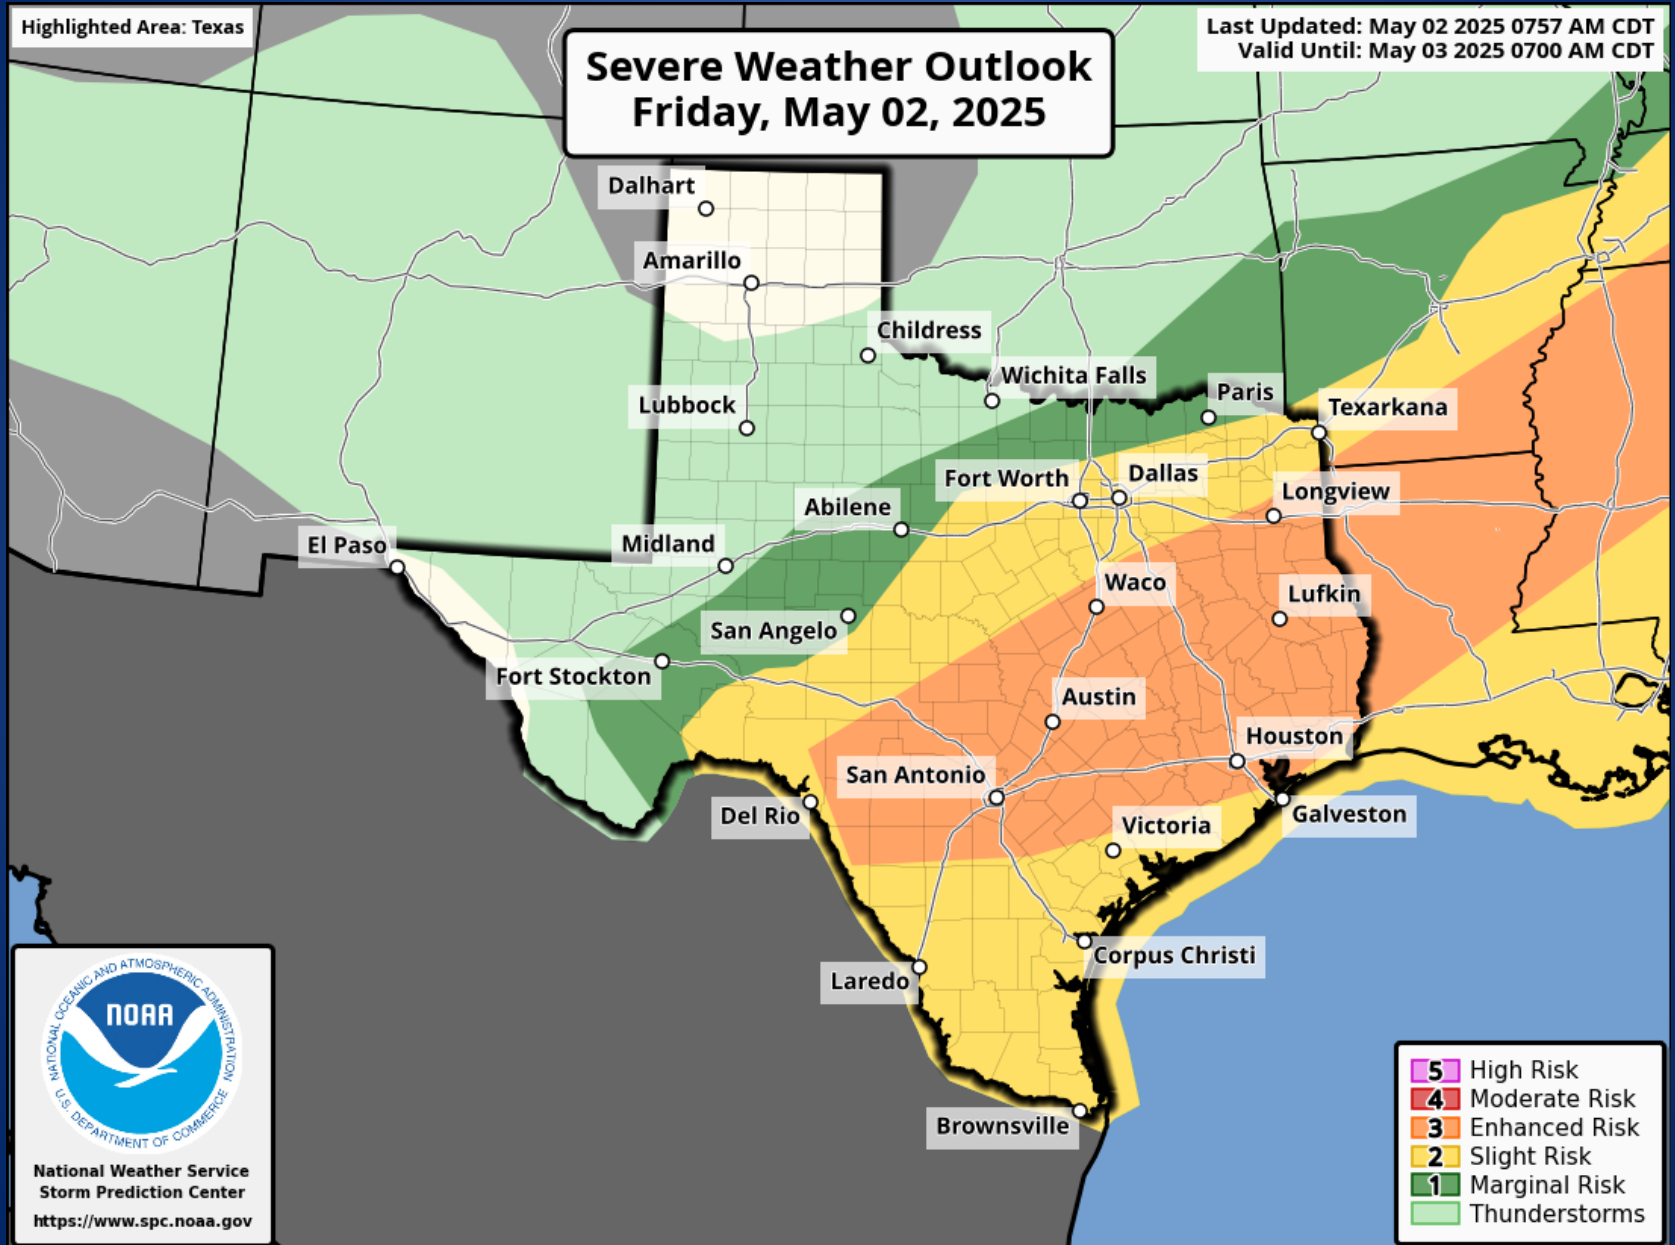 Highlighted Area: Texas
Severe Weather Outlook
Friday, May 02, 2025
Last Updated: May 02 2025 0757 AM CDT
Valid Until: May 03 2025 0700 AM CDT
Dalhart
Amarillo
Childress
Wichita Falls
Paris
Texarkana
Lubbock
Fort Worth
Dallas
Longview
Abilene
El Paso
Midland
Waco
Lufkin
San Angelo
Fort Stockton
Austin
Houston
San Antonio
Del Rio
Victoria
Galveston
Corpus Christi
Laredo
Brownsville
NATIONAL OCEANIC AND ATMOSPHERIC ADMINISTRATION
NOAA
U.S. DEPARTMENT OF COMMERCE
National Weather Service
Storm Prediction Center
https://www.spc.noaa.gov
5 High Risk
4 Moderate Risk
3 Enhanced Risk
2 Slight Risk
1 Marginal Risk
Thunderstorms